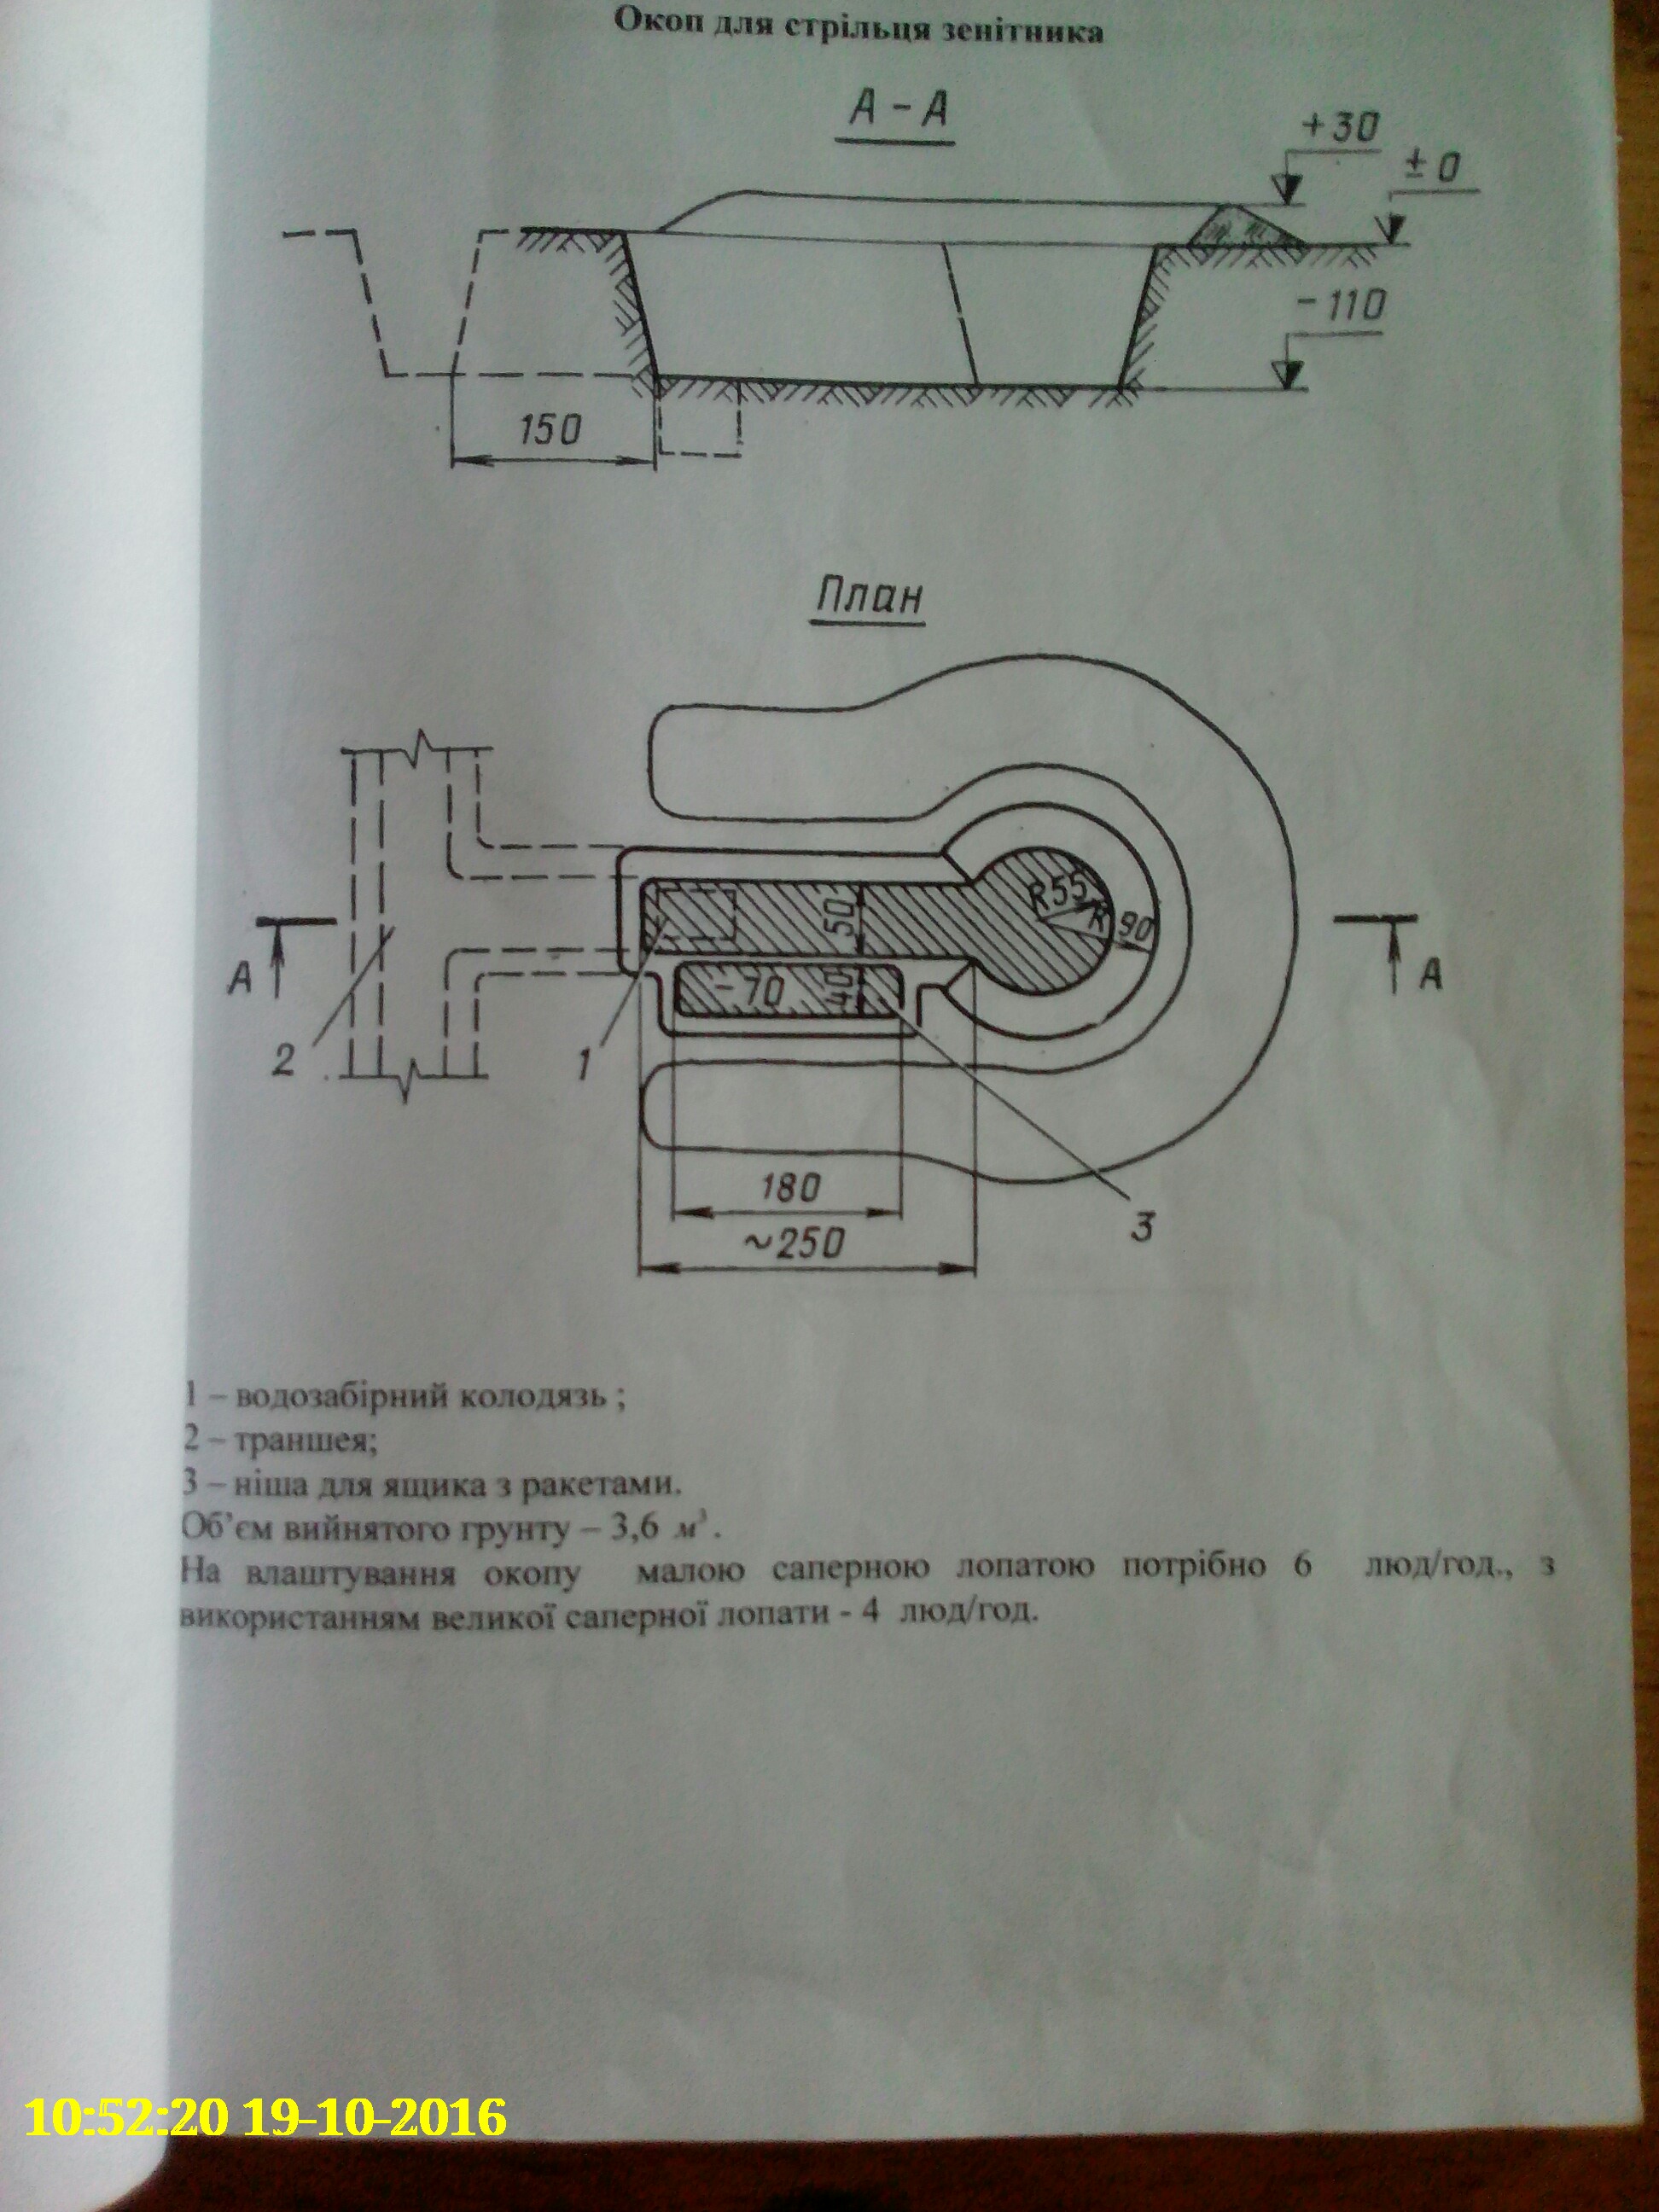 Окоп для стрільця зенітника
А - А
+30
± 0
- 110
150
План
R55
R 90
50
- 70
40
А
А
2
1
180
~250
3
1 – водозабірний колодязь ;
2 – траншея;
3 – ніша для ящика з ракетами.
Об’єм вийнятого грунту – 3,6 м³.
На влаштування окопу малою саперною лопатою потрібно 6 люд/год., з
використанням великої саперної лопати - 4 люд/год.
10:52:20 19-10-2016